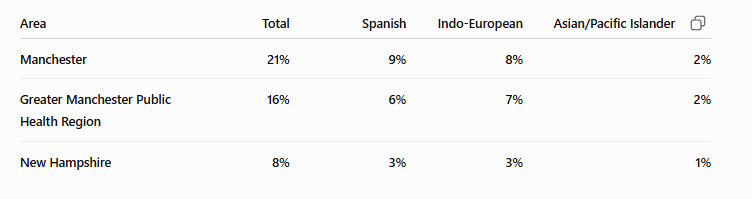 Area Total Spanish Indo-European Asian/Pacific Islander
Manchester 21% 9% 8% 2%
Greater Manchester Public Health Region 16% 6% 7% 2%
New Hampshire 8% 3% 3% 1%